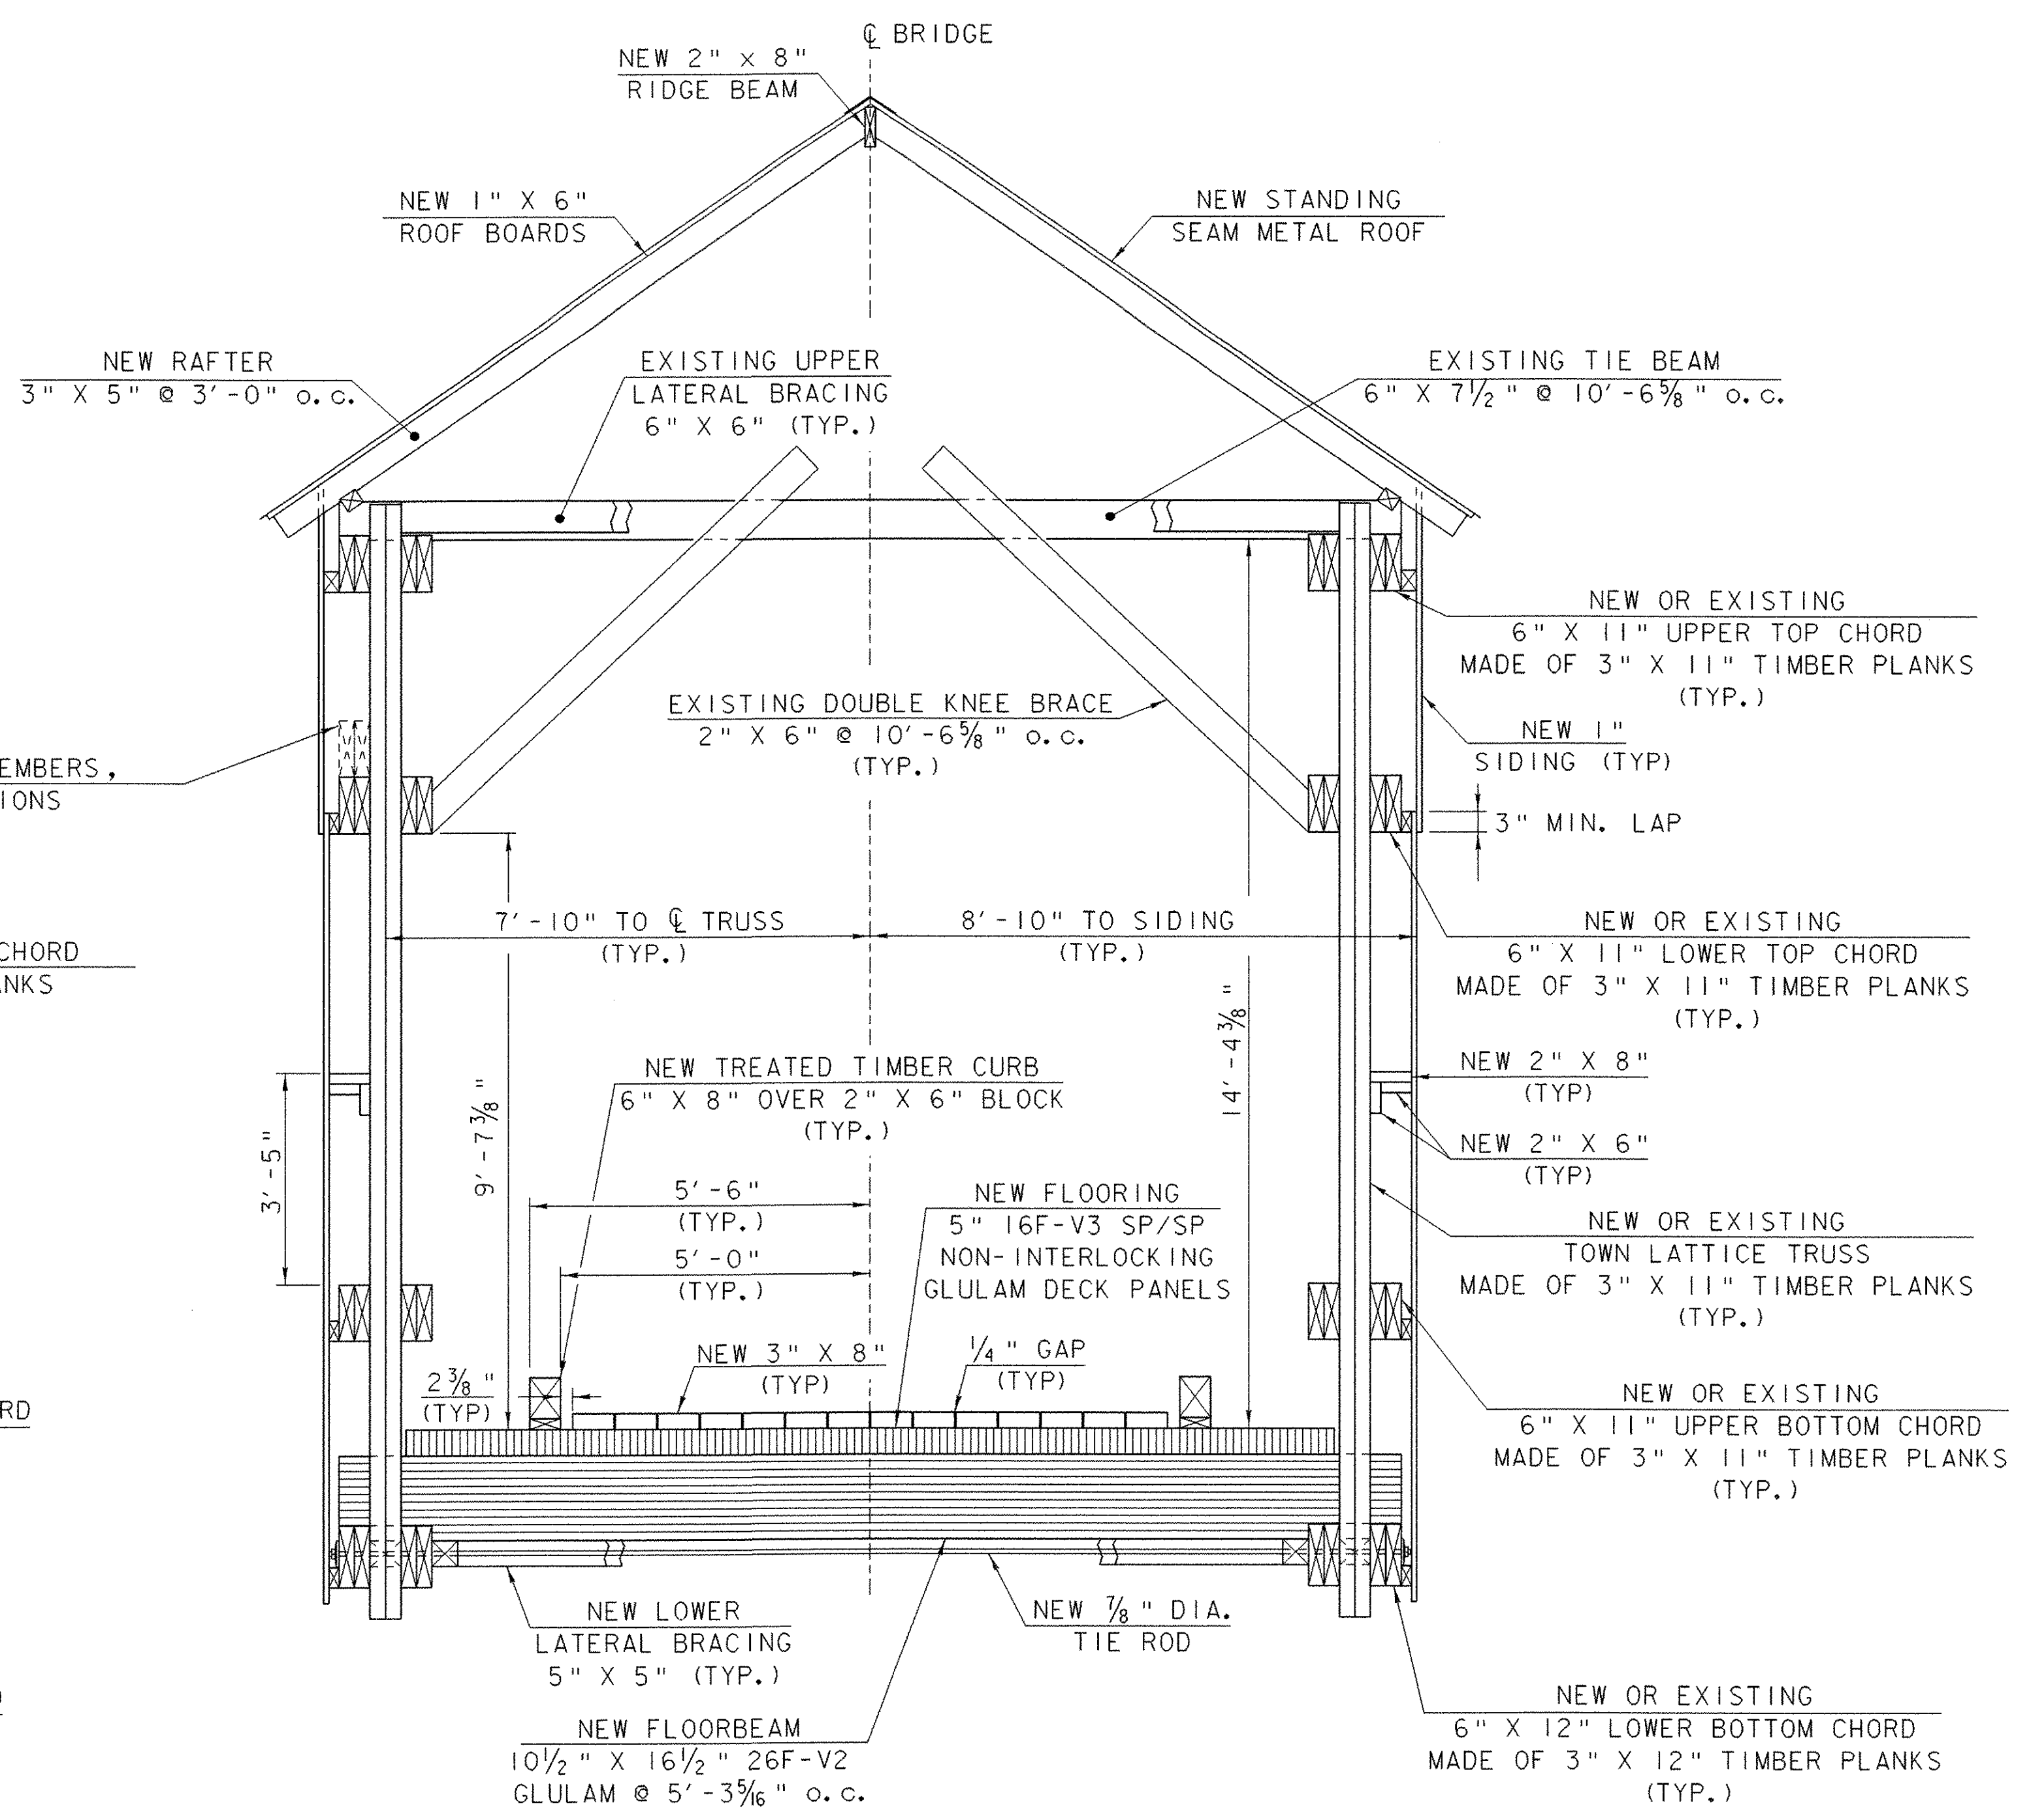 ℄ BRIDGE
NEW 2" x 8"
RIDGE BEAM
NEW 1" X 6"
ROOF BOARDS
NEW STANDING
SEAM METAL ROOF
NEW RAFTER
3" X 5" @ 3'-0" o.c.
EXISTING UPPER
LATERAL BRACING
6" X 6" (TYP.)
EXISTING TIE BEAM
6" X 7½" @ 10'-6⅝" o.c.
NEW OR EXISTING
6" X 11" UPPER TOP CHORD
MADE OF 3" X 11" TIMBER PLANKS
(TYP.)
EXISTING DOUBLE KNEE BRACE
2" X 6" @ 10'-6⅝" o.c.
(TYP.)
NEW 1"
SIDING (TYP)
EMBERS,
IONS
3" MIN. LAP
7'-10" TO ℄ TRUSS
(TYP.)
8'-10" TO SIDING
(TYP.)
NEW OR EXISTING
6" X 11" LOWER TOP CHORD
MADE OF 3" X 11" TIMBER PLANKS
(TYP.)
CHORD
ANKS
14'-4⅜"
9'-7⅜"
3'-5"
NEW TREATED TIMBER CURB
6" X 8" OVER 2" X 6" BLOCK
(TYP.)
NEW 2" X 8"
(TYP)
NEW 2" X 6"
(TYP)
5'-6"
(TYP.)
5'-0"
(TYP.)
NEW FLOORING
5" 16F-V3 SP/SP
NON-INTERLOCKING
GLULAM DECK PANELS
NEW OR EXISTING
TOWN LATTICE TRUSS
MADE OF 3" X 11" TIMBER PLANKS
(TYP.)
2⅜"
(TYP)
NEW 3" X 8"
(TYP)
¼" GAP
(TYP)
RD
NEW OR EXISTING
6" X 11" UPPER BOTTOM CHORD
MADE OF 3" X 11" TIMBER PLANKS
(TYP.)
NEW LOWER
LATERAL BRACING
5" X 5" (TYP.)
NEW ⅞" DIA.
TIE ROD
NEW FLOORBEAM
10½" X 16½" 26F-V2
GLULAM @ 5'-3⁵⁄₁₆" o.c.
NEW OR EXISTING
6" X 12" LOWER BOTTOM CHORD
MADE OF 3" X 12" TIMBER PLANKS
(TYP.)